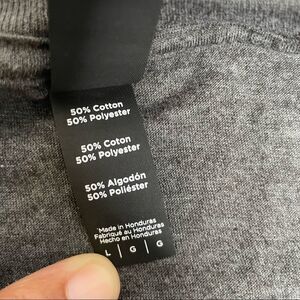 50% Cotton
50% Polyester
50% Coton
50% Polyester
50% Algodón
50% Poliéster
Made in Honduras
Fabriqué au Honduras
Hecho en Honduras
L | G | G